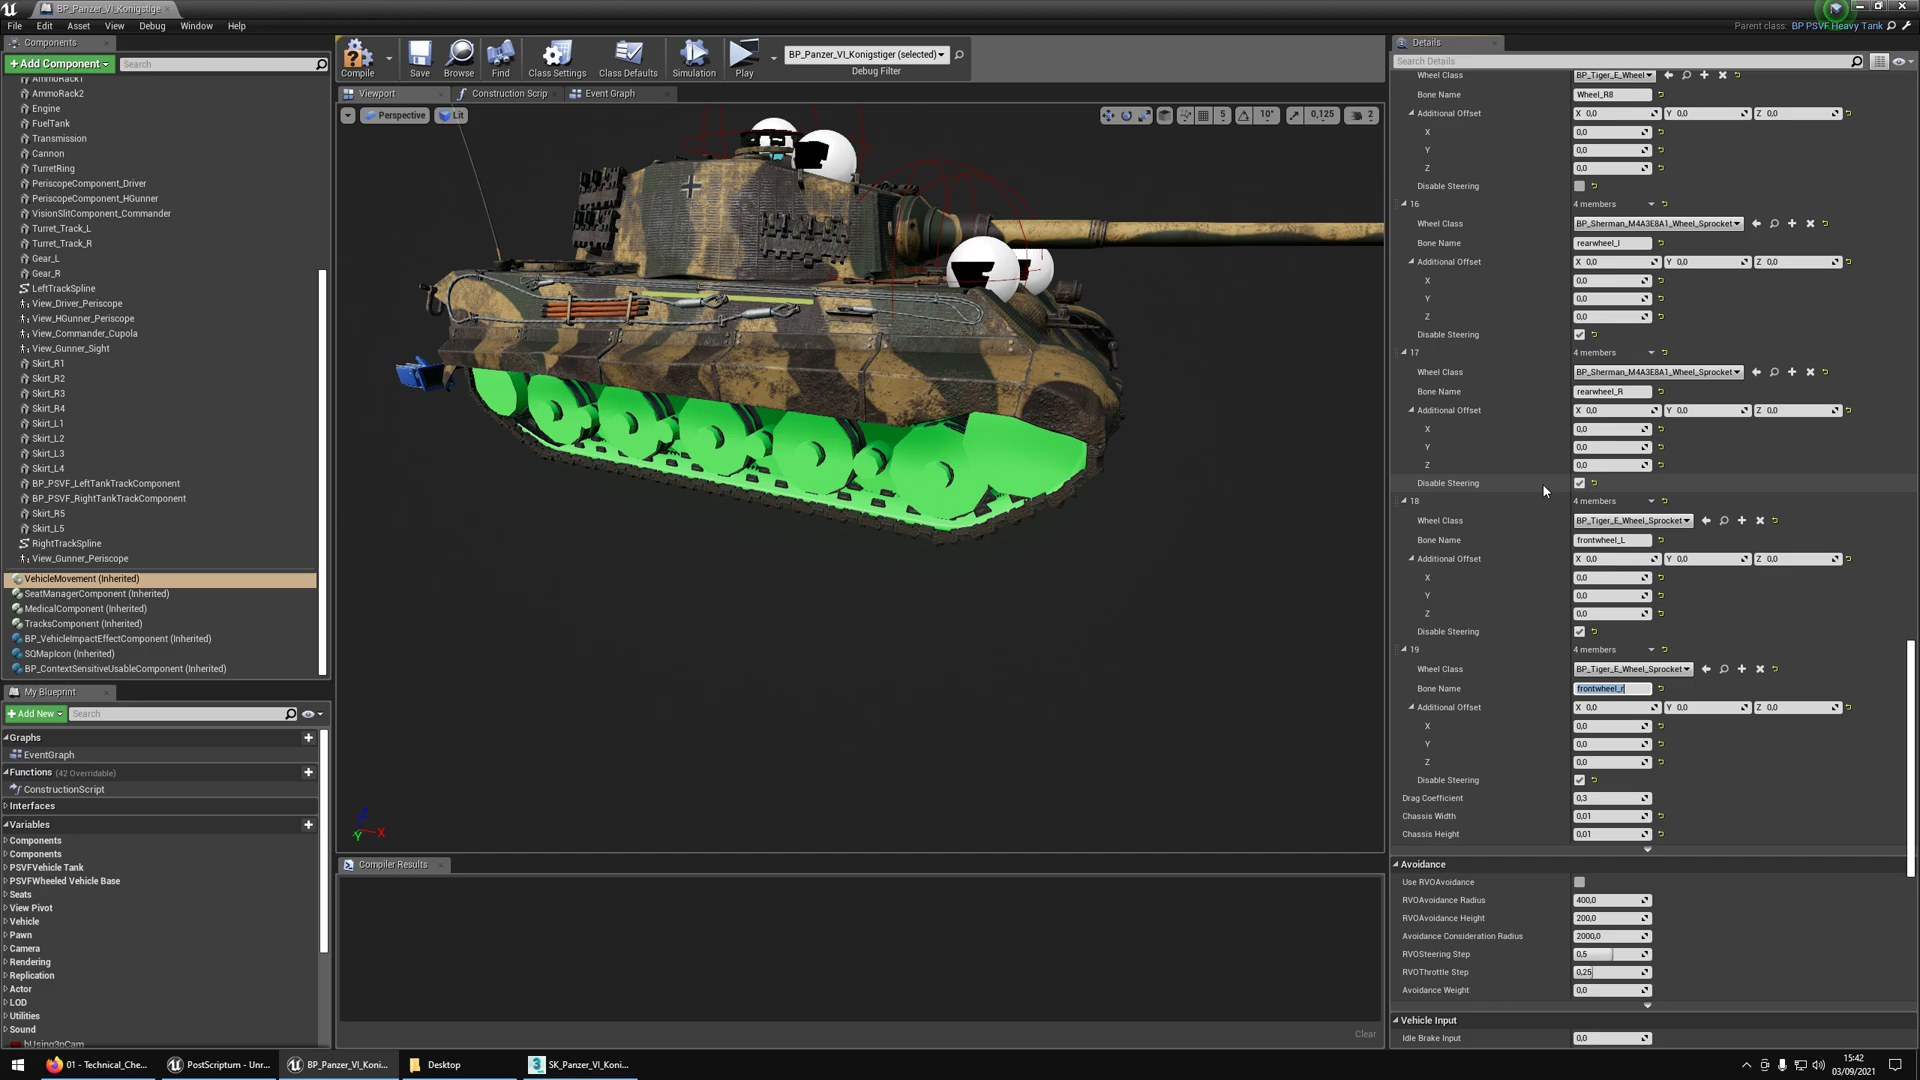 BP_Panzer_VI_Konigstige
File Edit Asset View Debug Window Help
Parent class: BP PSVF Heavy Tank
Components
+Add Component
Search
AmmoRack1
AmmoRack2
Engine
FuelTank
Transmission
Cannon
TurretRing
PeriscopeComponent_Driver
PeriscopeComponent_HGunner
VisionSlitComponent_Commander
Turret_Track_L
Turret_Track_R
Gear_L
Gear_R
LeftTrackSpline
View_Driver_Periscope
View_HGunner_Periscope
View_Commander_Cupola
View_Gunner_Sight
Skirt_R1
Skirt_R2
Skirt_R3
Skirt_R4
Skirt_L1
Skirt_L2
Skirt_L3
Skirt_L4
BP_PSVF_LeftTankTrackComponent
BP_PSVF_RightTankTrackComponent
Skirt_R5
Skirt_L5
RightTrackSpline
View_Gunner_Periscope
VehicleMovement (Inherited)
SeatManagerComponent (Inherited)
MedicalComponent (Inherited)
TracksComponent (Inherited)
BP_VehicleImpactEffectComponent (Inherited)
SQMapIcon (Inherited)
BP_ContextSensitiveUsableComponent (Inherited)
My Blueprint
+Add New
Search
Graphs
EventGraph
Functions (42 Overridable)
ConstructionScript
Interfaces
Variables
Components
Components
PSVFVehicle Tank
PSVFWheeled Vehicle Base
Seats
View Pivot
Vehicle
Pawn
Camera
Rendering
Replication
Actor
LOD
Utilities
Sound
bUsing3pCam
Compile
Save
Browse
Find
Class Settings
Class Defaults
Simulation
Play
BP_Panzer_VI_Konigstiger (selected)
Debug Filter
Viewport
Construction Scrip
Event Graph
Perspective
Lit
5
10°
0,125
2
Z
X
Y
Compiler Results
Clear
Details
Search Details
Wheel Class BP_Tiger_E_Wheel
Bone Name Wheel_R8
Additional Offset X 0,0 Y 0,0 Z 0,0
X 0,0
Y 0,0
Z 0,0
Disable Steering
16 4 members
Wheel Class BP_Sherman_M4A3E8A1_Wheel_Sprocket
Bone Name rearwheel_l
Additional Offset X 0,0 Y 0,0 Z 0,0
X 0,0
Y 0,0
Z 0,0
Disable Steering
17 4 members
Wheel Class BP_Sherman_M4A3E8A1_Wheel_Sprocket
Bone Name rearwheel_R
Additional Offset X 0,0 Y 0,0 Z 0,0
X 0,0
Y 0,0
Z 0,0
Disable Steering
18 4 members
Wheel Class BP_Tiger_E_Wheel_Sprocket
Bone Name frontwheel_L
Additional Offset X 0,0 Y 0,0 Z 0,0
X 0,0
Y 0,0
Z 0,0
Disable Steering
19 4 members
Wheel Class BP_Tiger_E_Wheel_Sprocket
Bone Name frontwheel_r
Additional Offset X 0,0 Y 0,0 Z 0,0
X 0,0
Y 0,0
Z 0,0
Disable Steering
Drag Coefficient 0,3
Chassis Width 0,01
Chassis Height 0,01
Avoidance
Use RVOAvoidance
RVOAvoidance Radius 400,0
RVOAvoidance Height 200,0
Avoidance Consideration Radius 2000,0
RVOSteering Step 0,5
RVOThrottle Step 0,25
Avoidance Weight 0,0
Vehicle Input
Idle Brake Input 0,0
01 - Technical_Che...
PostScriptum - Unr...
BP_Panzer_VI_Koni...
Desktop
SK_Panzer_VI_Koni...
15:42
03/09/2021